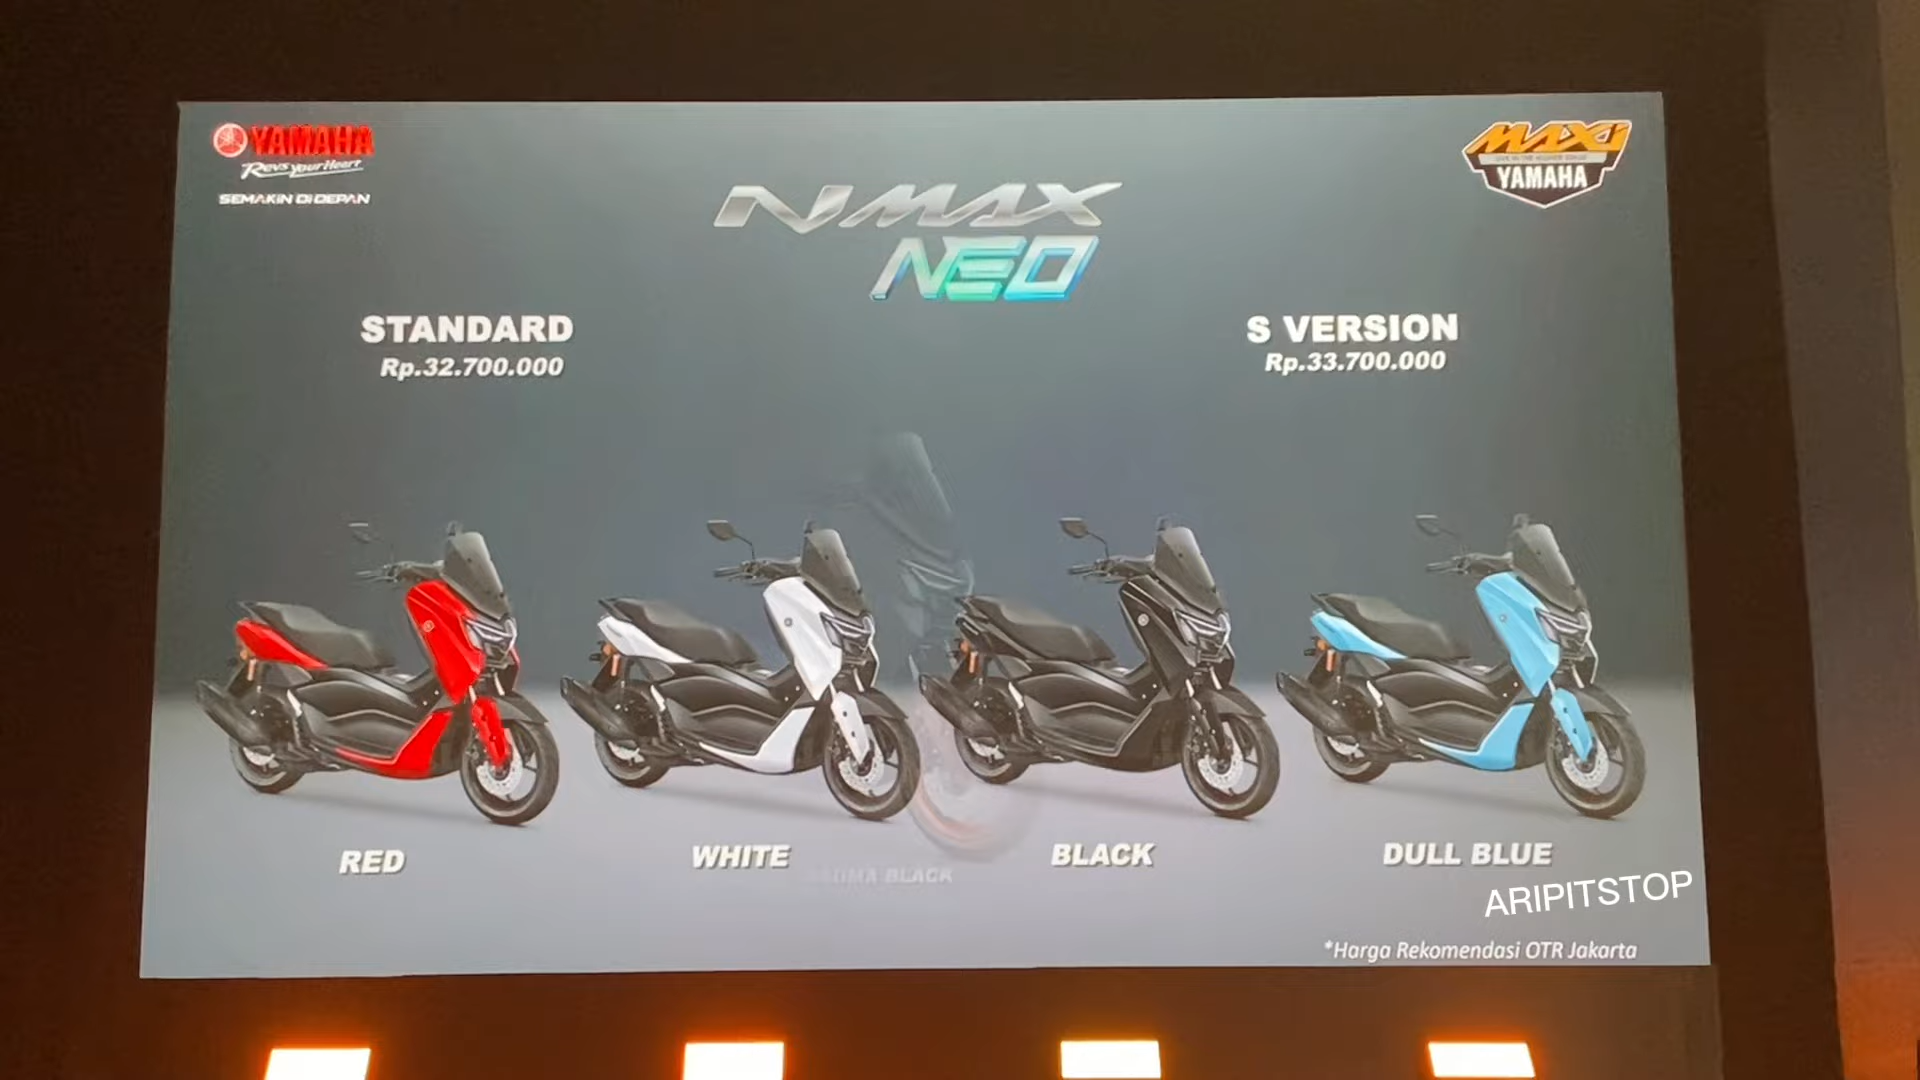 YAMAHA
Revs Your Heart
SEMAKIN DI DEPAN
MAXI
YAMAHA
NMAX
NEO
STANDARD
Rp.32.700.000
S VERSION
Rp.33.700.000
RED
WHITE
BLACK
DULL BLUE
BLACK
ARIPITSTOP
*Harga Rekomendasi OTR Jakarta